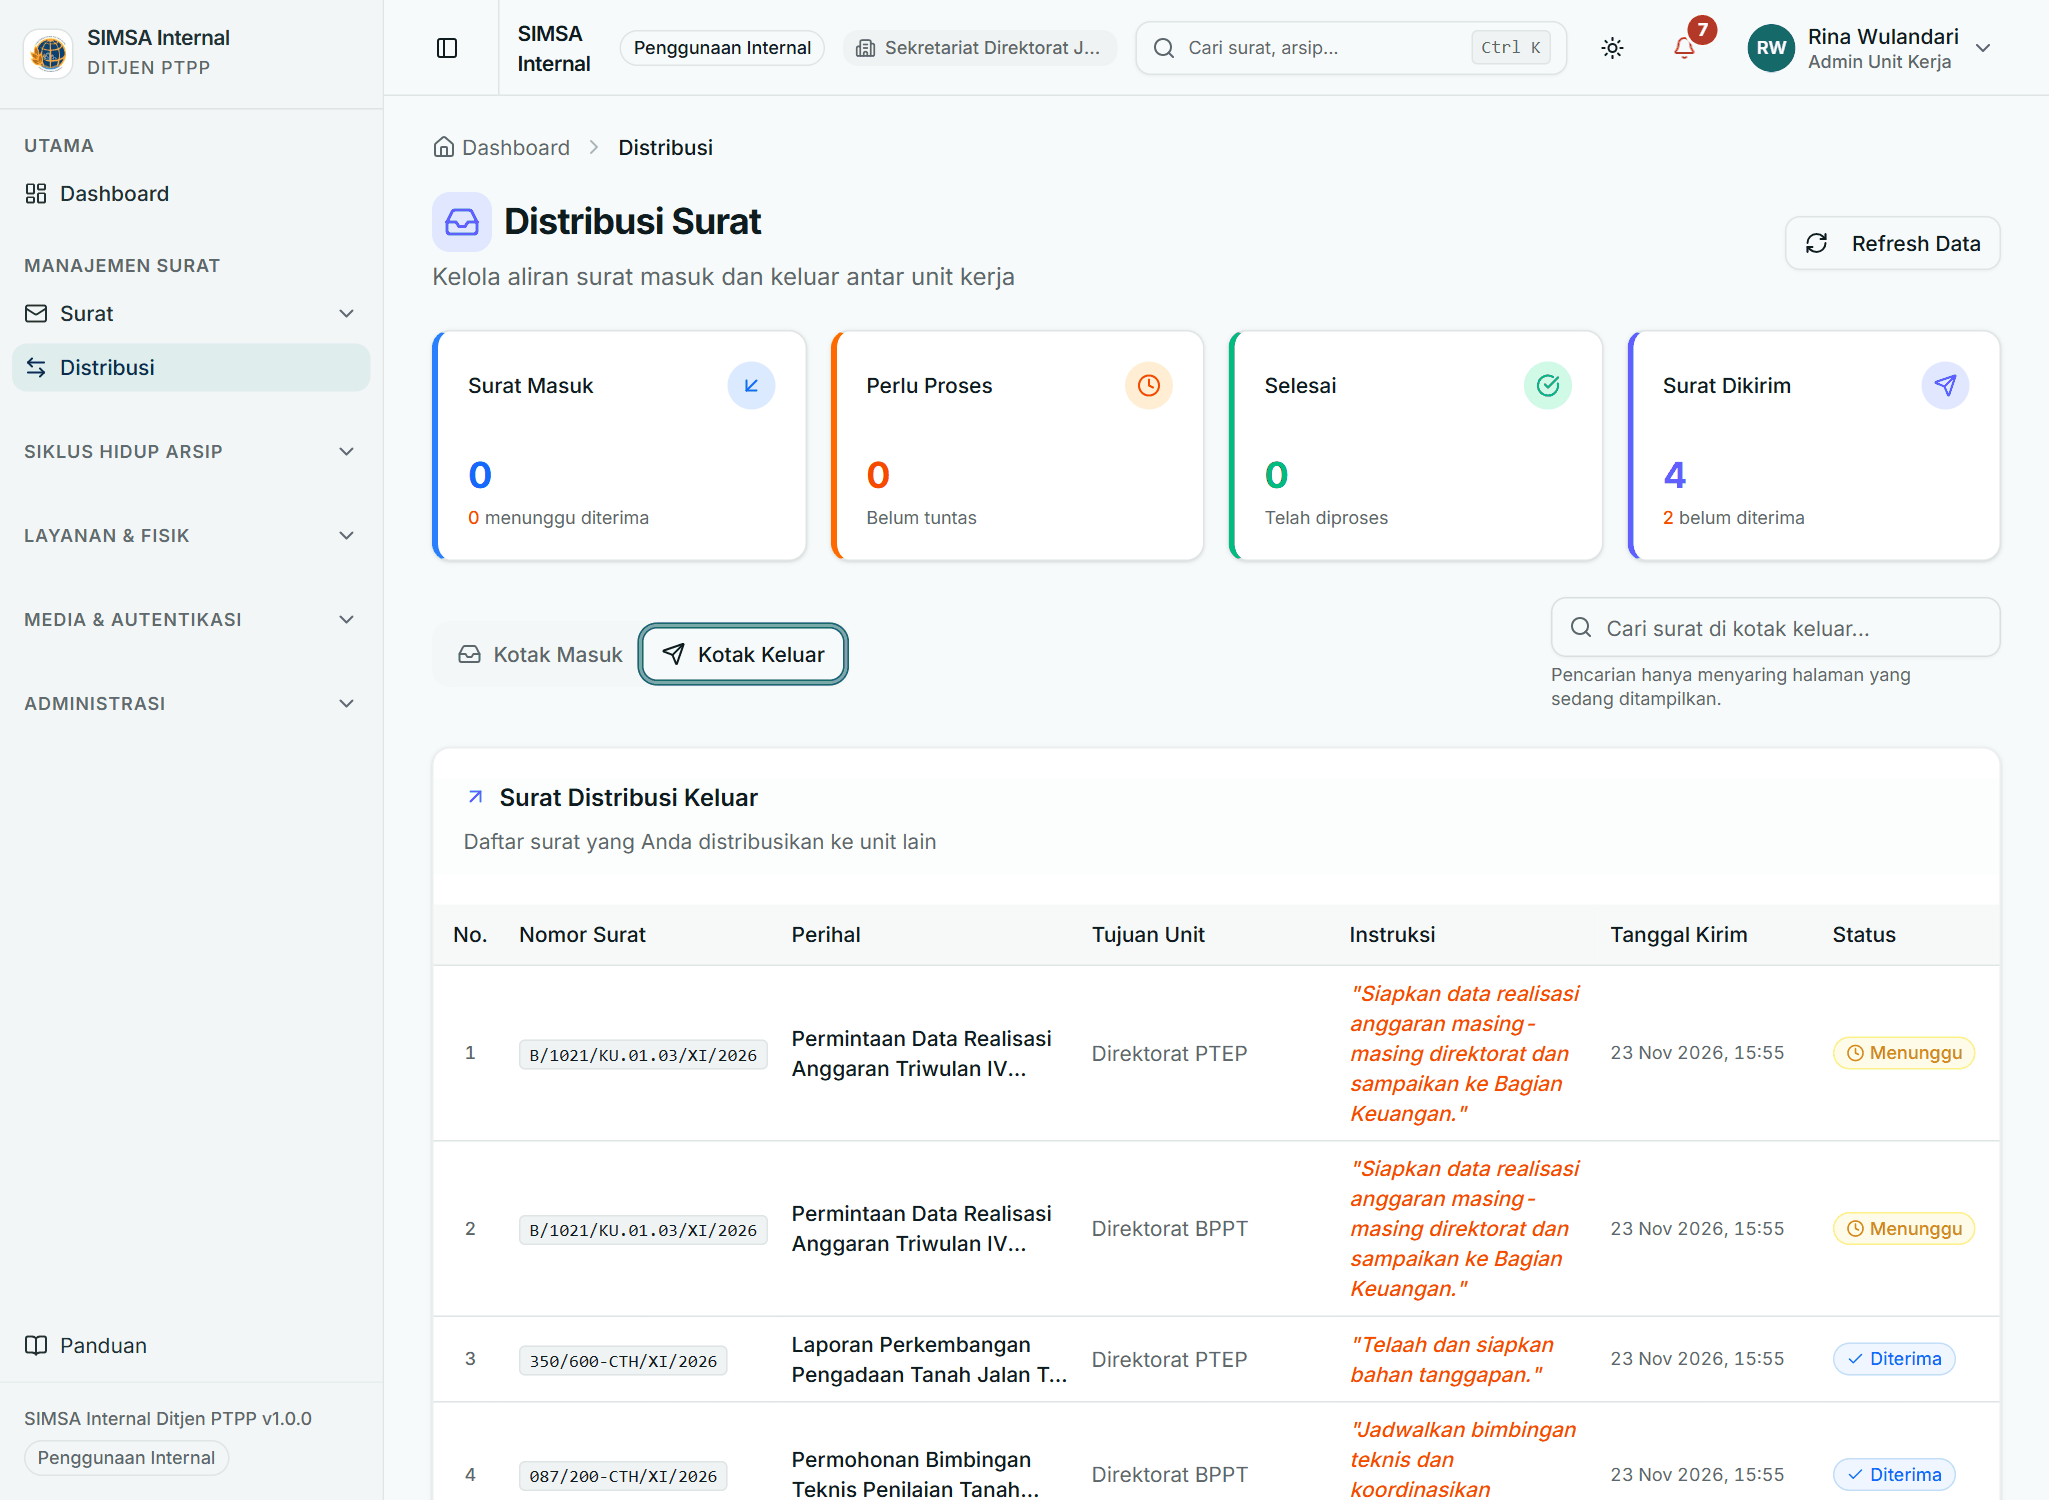 SIMSA Internal
DITJEN PTPP
UTAMA
Dashboard
MANAJEMEN SURAT
Surat
Distribusi
SIKLUS HIDUP ARSIP
LAYANAN & FISIK
MEDIA & AUTENTIKASI
ADMINISTRASI
Panduan
SIMSA Internal Ditjen PTPP v1.0.0
Penggunaan Internal
SIMSA
Internal
Penggunaan Internal
Sekretariat Direktorat J...
Cari surat, arsip...
Ctrl K
7
RW
Rina Wulandari
Admin Unit Kerja
Dashboard
Distribusi
Distribusi Surat
Kelola aliran surat masuk dan keluar antar unit kerja
Refresh Data
Surat Masuk
0
0 menunggu diterima
Perlu Proses
0
Belum tuntas
Selesai
0
Telah diproses
Surat Dikirim
4
2 belum diterima
Kotak Masuk
Kotak Keluar
Cari surat di kotak keluar...
Pencarian hanya menyaring halaman yang
sedang ditampilkan.
Surat Distribusi Keluar
Daftar surat yang Anda distribusikan ke unit lain
No. Nomor Surat Perihal Tujuan Unit Instruksi Tanggal Kirim Status
1
B/1021/KU.01.03/XI/2026
Permintaan Data Realisasi
Anggaran Triwulan IV...
Direktorat PTEP
"Siapkan data realisasi
anggaran masing-
masing direktorat dan
sampaikan ke Bagian
Keuangan."
23 Nov 2026, 15:55
Menunggu
2
B/1021/KU.01.03/XI/2026
Permintaan Data Realisasi
Anggaran Triwulan IV...
Direktorat BPPT
"Siapkan data realisasi
anggaran masing-
masing direktorat dan
sampaikan ke Bagian
Keuangan."
23 Nov 2026, 15:55
Menunggu
3
350/600-CTH/XI/2026
Laporan Perkembangan
Pengadaan Tanah Jalan T...
Direktorat PTEP
"Telaah dan siapkan
bahan tanggapan."
23 Nov 2026, 15:55
Diterima
4
087/200-CTH/XI/2026
Permohonan Bimbingan
Teknis Penilaian Tanah...
Direktorat BPPT
"Jadwalkan bimbingan
teknis dan
koordinasikan
23 Nov 2026, 15:55
Diterima